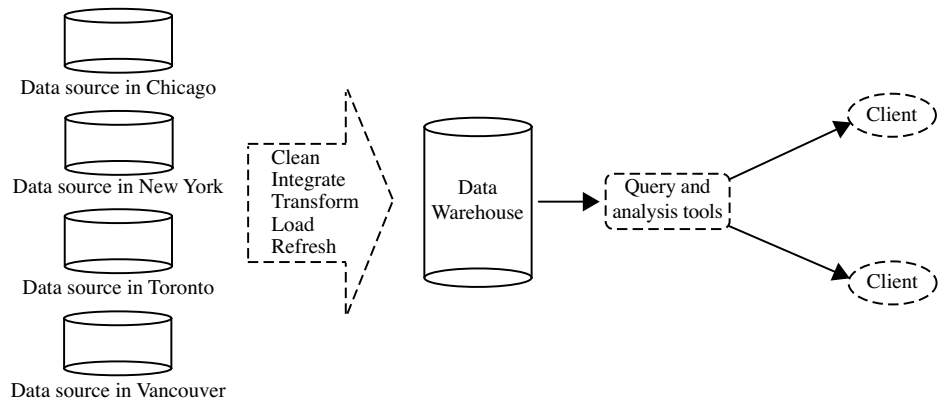 Data source in Chicago
Data source in New York
Data source in Toronto
Data source in Vancouver
Clean
Integrate
Transform
Load
Refresh
Data
Warehouse
Query and
analysis tools
Client
Client